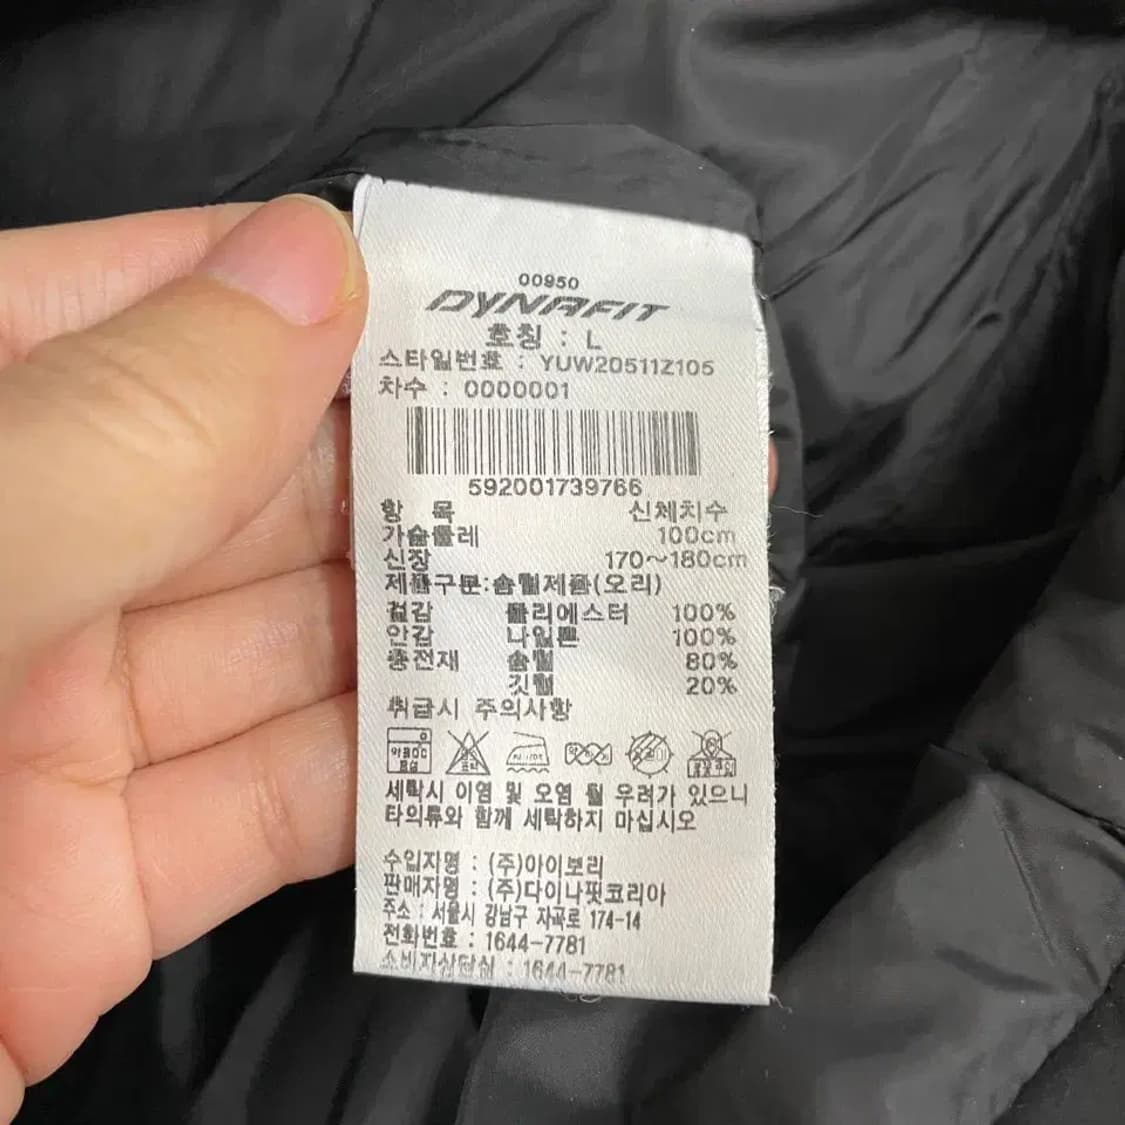 00950
DYNAFIT
호칭 : L
스타일번호 : YUW20511Z105
차수 : 0000001
592001739766
항 목 신체치수
가슴둘레 100cm
신장 170~180cm
제품구분:솜털제품(오리)
겉감 폴리에스터 100%
안감 나일론 100%
충전재 솜털 80%
깃털 20%
취급시 주의사항
세탁시 이염 및 오염 될 우려가 있으니
타의류와 함께 세탁하지 마십시오
수입자명 : (주)아이보리
판매자명 : (주)다이나핏코리아
주소 : 서울시 강남구 자곡로 174-14
전화번호 : 1644-7781
소비자상담실 : 1644-7781